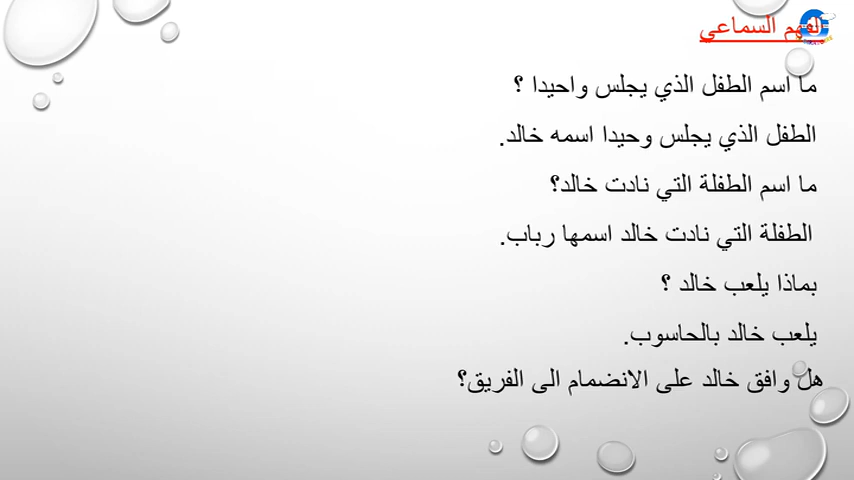 الفهم السماعي
ما اسم الطفل الذي يجلس واحيدا ؟
الطفل الذي يجلس وحيدا اسمه خالد.
ما اسم الطفلة التي نادت خالد؟
الطفلة التي نادت خالد اسمها رباب.
بماذا يلعب خالد ؟
يلعب خالد بالحاسوب.
هل وافق خالد على الانضمام الى الفريق؟